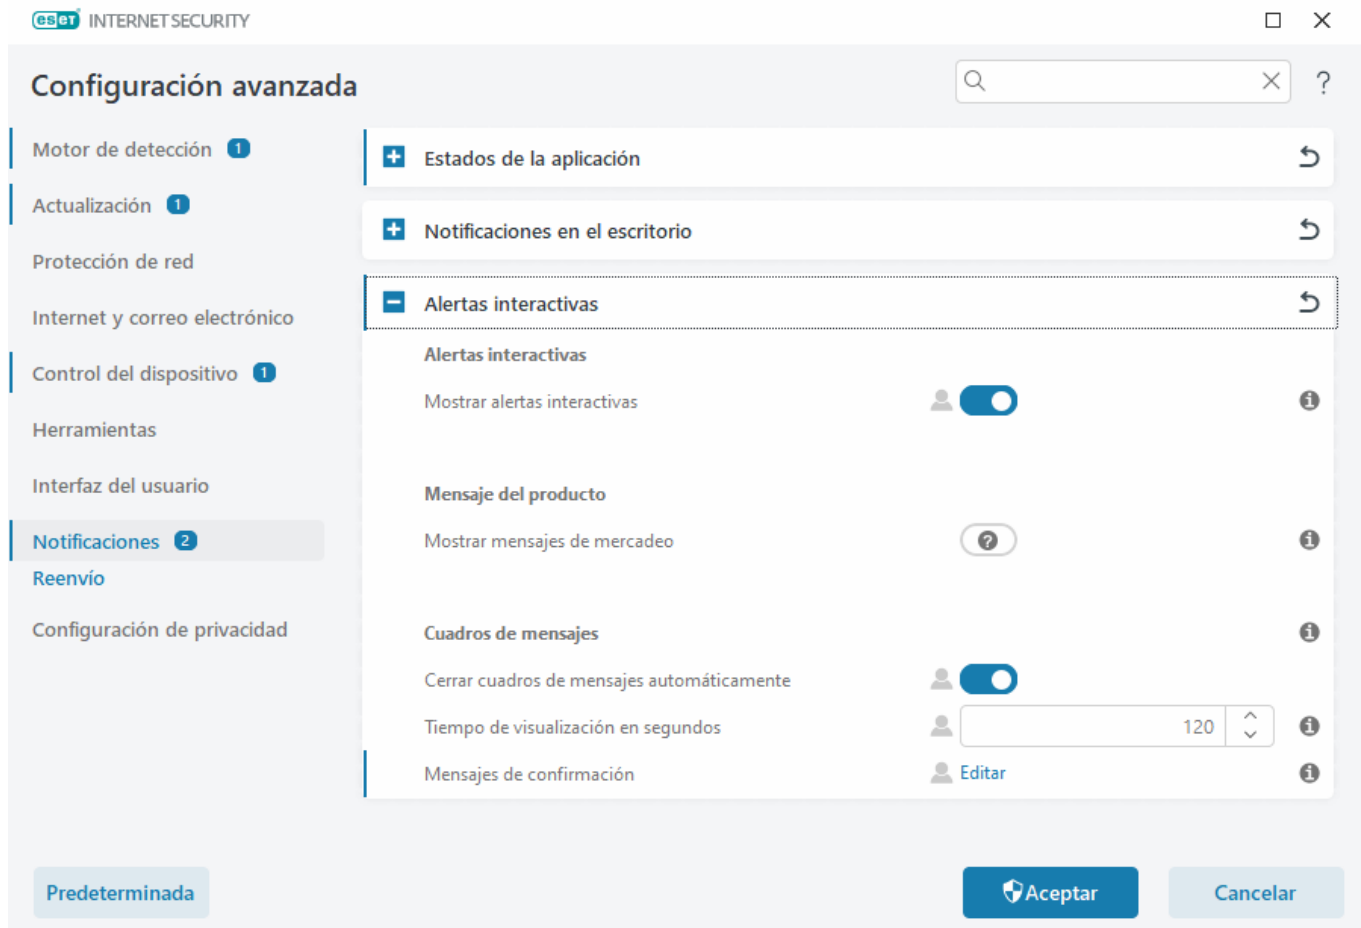 eset INTERNET SECURITY
Configuración avanzada
?
Motor de detección 1
Actualización 1
Protección de red
Internet y correo electrónico
Control del dispositivo 1
Herramientas
Interfaz del usuario
Notificaciones 2
Reenvío
Configuración de privacidad
Estados de la aplicación
Notificaciones en el escritorio
Alertas interactivas
Alertas interactivas
Mostrar alertas interactivas
Mensaje del producto
Mostrar mensajes de mercadeo
Cuadros de mensajes
Cerrar cuadros de mensajes automáticamente
Tiempo de visualización en segundos 120
Mensajes de confirmación Editar
Predeterminada
Aceptar
Cancelar